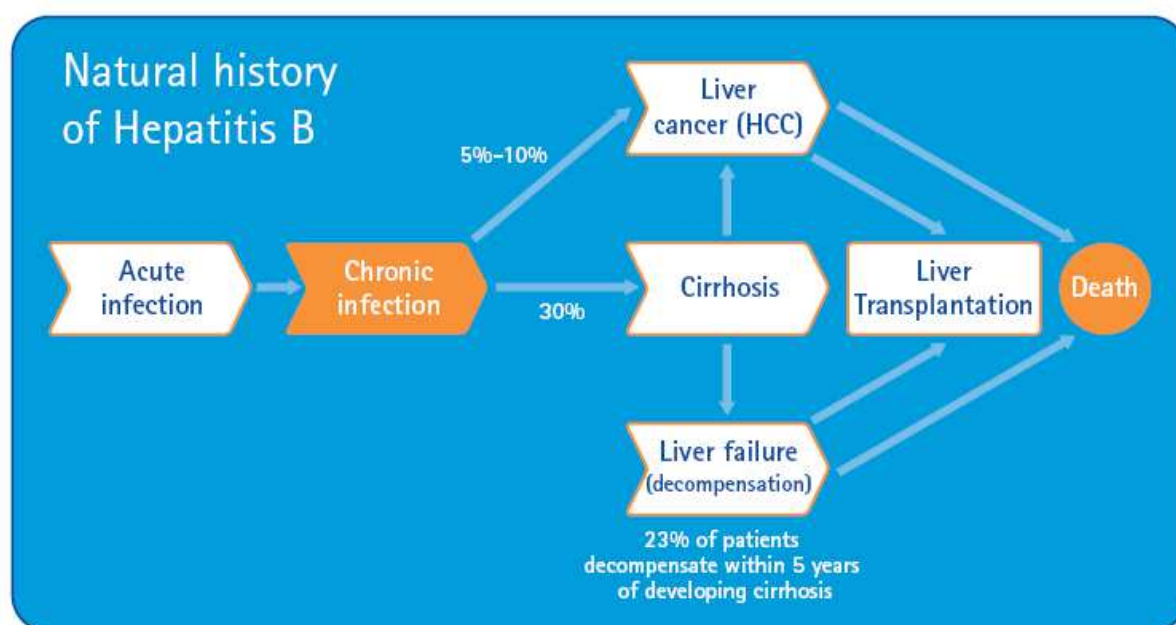 Natural history
of Hepatitis B
Liver
cancer (HCC)
5%–10%
Acute
infection
Chronic
infection
30%
Cirrhosis
Liver
Transplantation
Death
Liver failure
(decompensation)
23% of patients
decompensate within 5 years
of developing cirrhosis